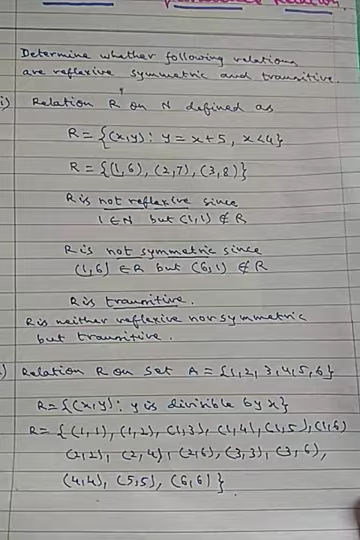 Relation
Determine whether following relations
are reflexive symmetric and transitive.
i) Relation R on N defined as
R = {(x,y): y = x+5, x<4}
R = {(1,6), (2,7), (3,8)}
R is not reflexive since
1∈N but (1,1) ∉ R
R is not symmetric since
(1,6) ∈ R but (6,1) ∉ R
R is transitive.
R is neither reflexive nor symmetric
but transitive.
Relation R on Set A = {1,2,3,4,5,6}
R = {(x,y): y is divisible by x}
R = {(1,1), (1,2), (1,3), (1,4), (1,5), (1,6)
(2,2), (2,4), (2,6), (3,3), (3,6),
(4,4), (5,5), (6,6)}